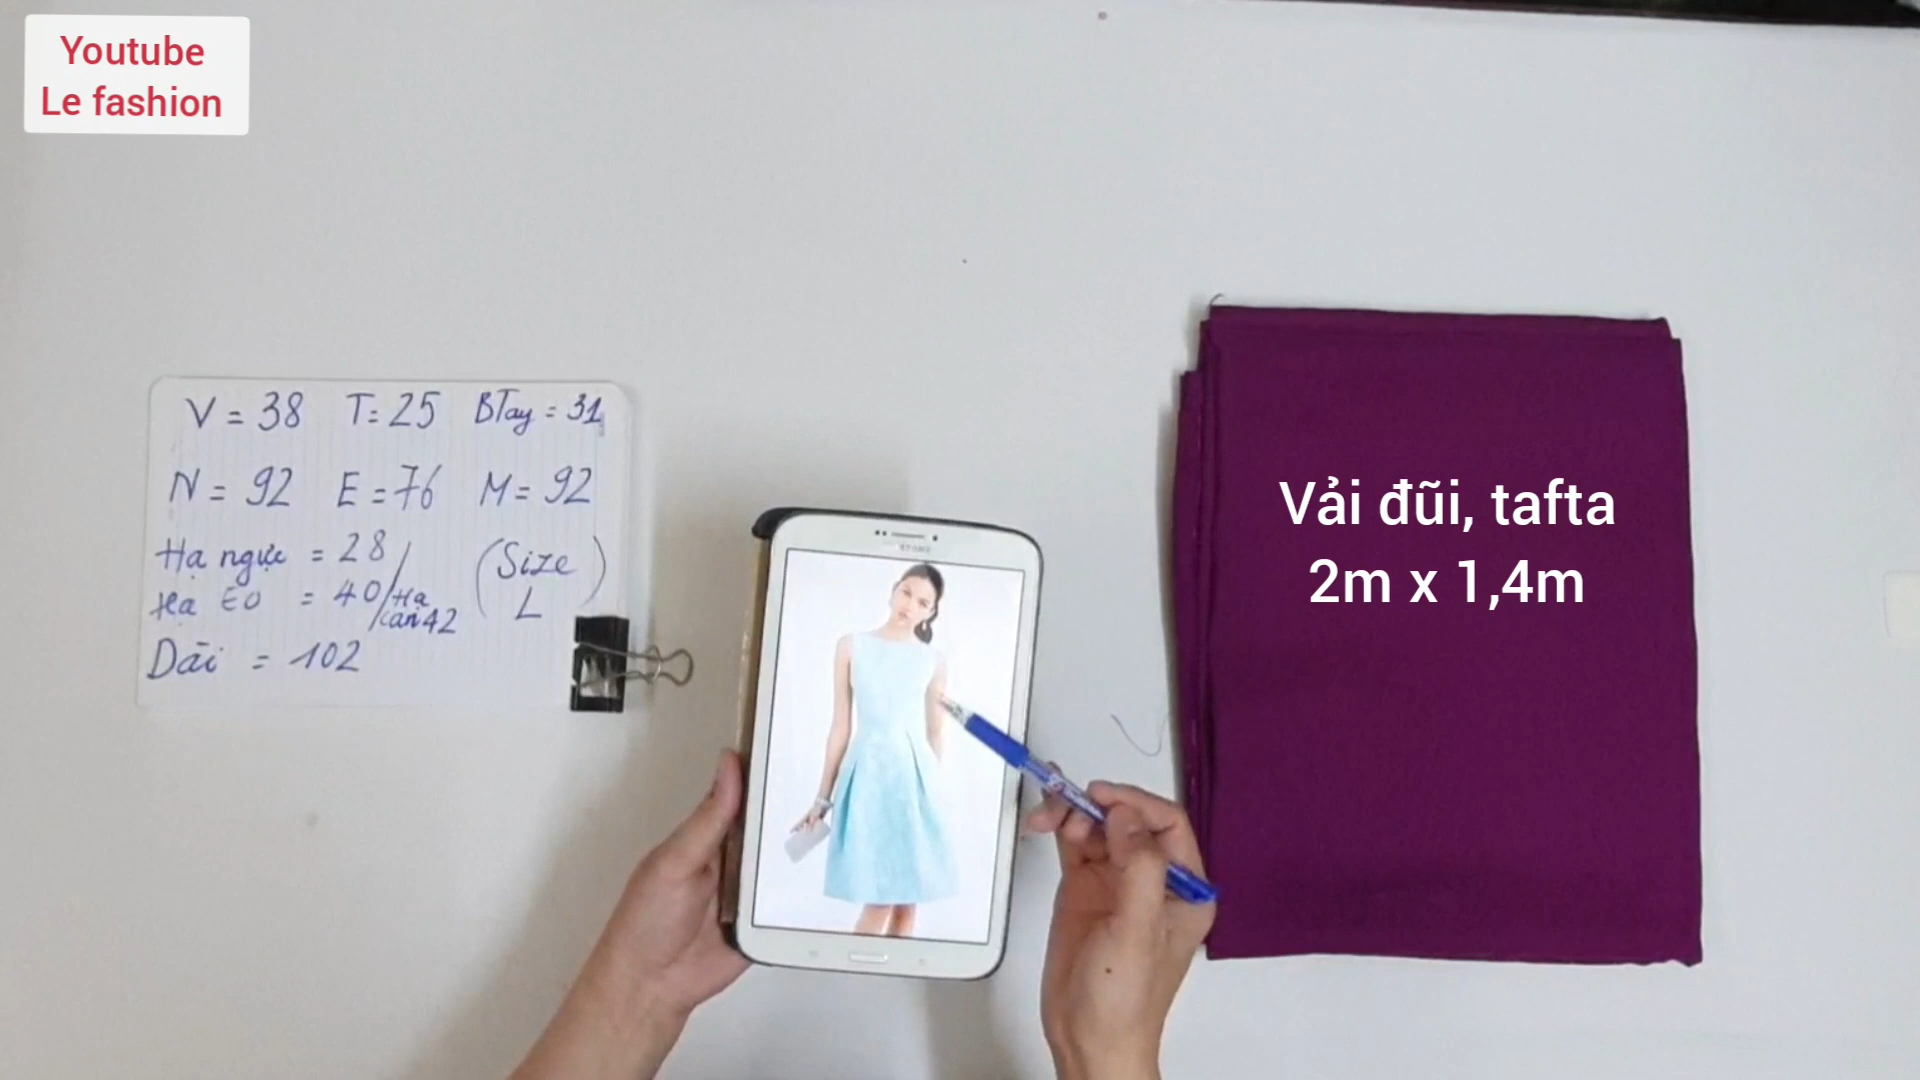 Youtube
Le fashion
V = 38 T = 25 BTay = 31
N = 92 E = 76 M = 92
Hạ ngực = 28
(Size L)
Hạ EO = 40 / Hạ cằn 42
Dài = 102
Vải đũi, tafta
2m x 1,4m